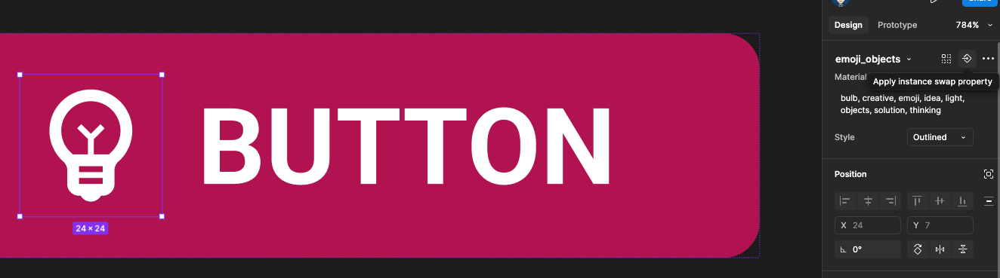 Share
Design Prototype 784%
emoji_objects
Material
Apply instance swap property
bulb, creative, emoji, idea, light,
objects, solution, thinking
Style Outlined
Position
X 24 Y 7
0°
BUTTON
24 × 24